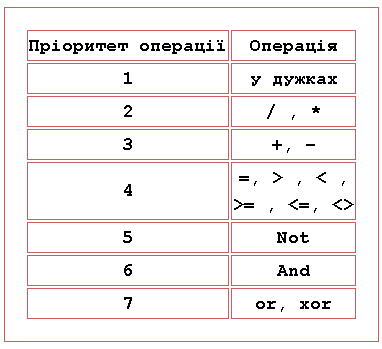 Пріоритет операції Операція
1 у дужках
2 / , *
3 +, -
4 =, > , < ,
>= , <=, <>
5 Not
6 And
7 or, xor